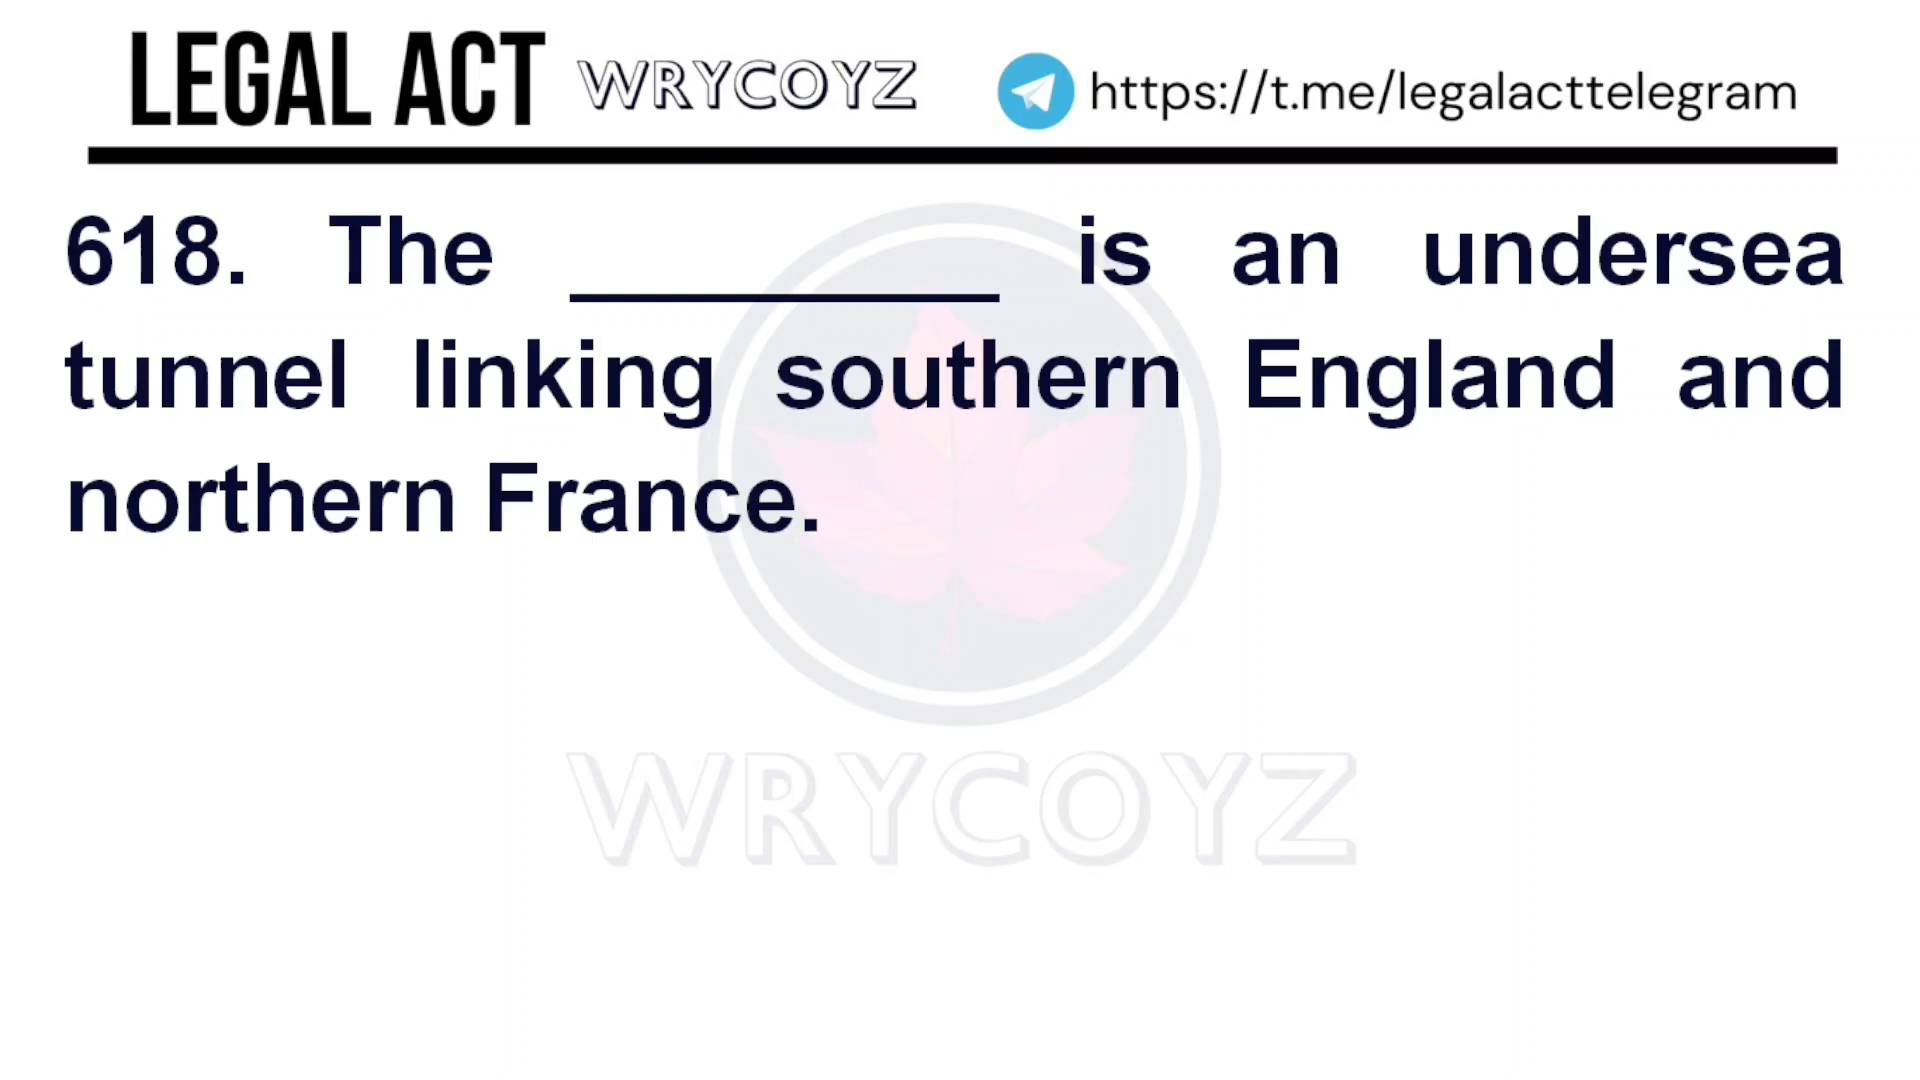 LEGAL ACT WRYCOYZ https://t.me/legalacttelegram
618. The __________ is an undersea
tunnel linking southern England and
northern France.
WRYCOYZ